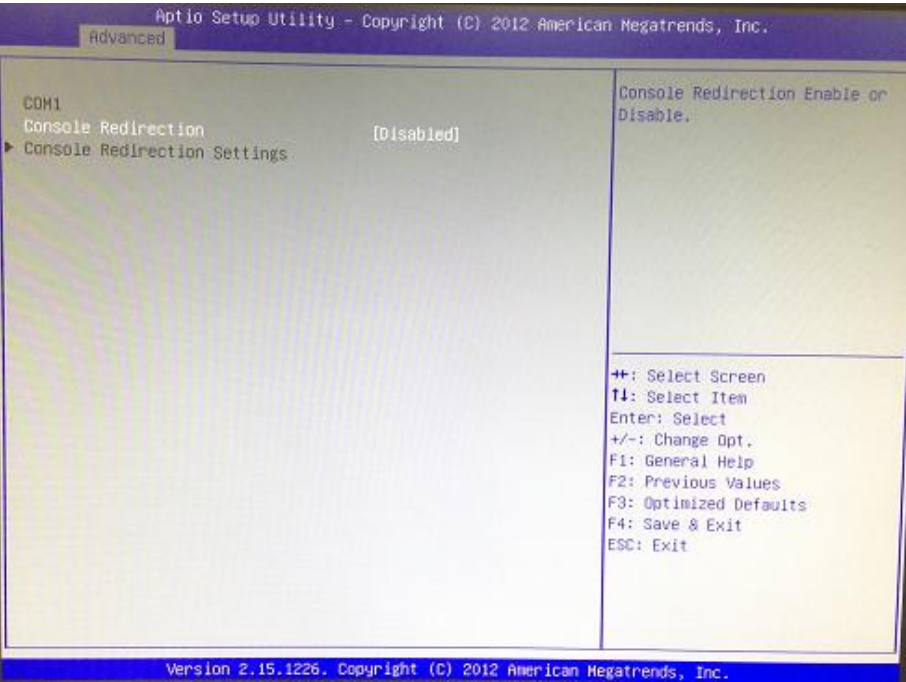 Aptio Setup Utility - Copyright (C) 2012 American Megatrends, Inc.
Advanced
COM1
Console Redirection [Disabled]
► Console Redirection Settings
Console Redirection Enable or
Disable.
→←: Select Screen
↑↓: Select Item
Enter: Select
+/-: Change Opt.
F1: General Help
F2: Previous Values
F3: Optimized Defaults
F4: Save & Exit
ESC: Exit
Version 2.15.1226. Copyright (C) 2012 American Megatrends, Inc.